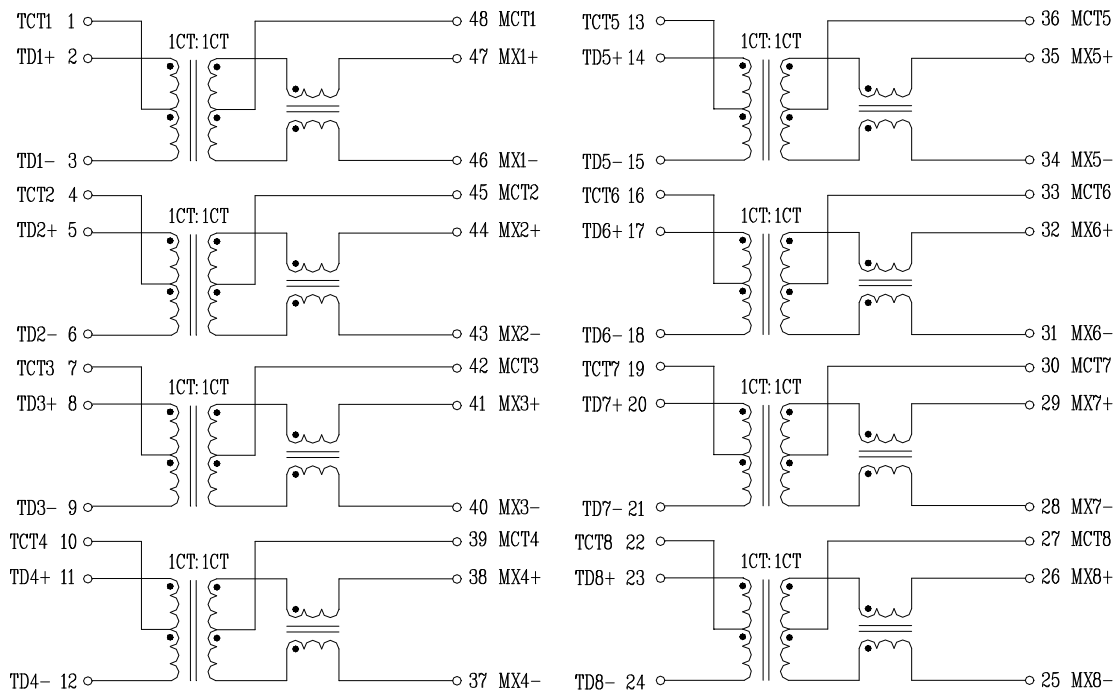 TCT1 1 48 MCT1
1CT:1CT
TD1+ 2 47 MX1+
TD1- 3 46 MX1-
TCT2 4 45 MCT2
1CT:1CT
TD2+ 5 44 MX2+
TD2- 6 43 MX2-
TCT3 7 42 MCT3
1CT:1CT
TD3+ 8 41 MX3+
TD3- 9 40 MX3-
TCT4 10 39 MCT4
1CT:1CT
TD4+ 11 38 MX4+
TD4- 12 37 MX4-
TCT5 13 36 MCT5
1CT:1CT
TD5+ 14 35 MX5+
TD5- 15 34 MX5-
TCT6 16 33 MCT6
1CT:1CT
TD6+ 17 32 MX6+
TD6- 18 31 MX6-
TCT7 19 30 MCT7
1CT:1CT
TD7+ 20 29 MX7+
TD7- 21 28 MX7-
TCT8 22 27 MCT8
1CT:1CT
TD8+ 23 26 MX8+
TD8- 24 25 MX8-